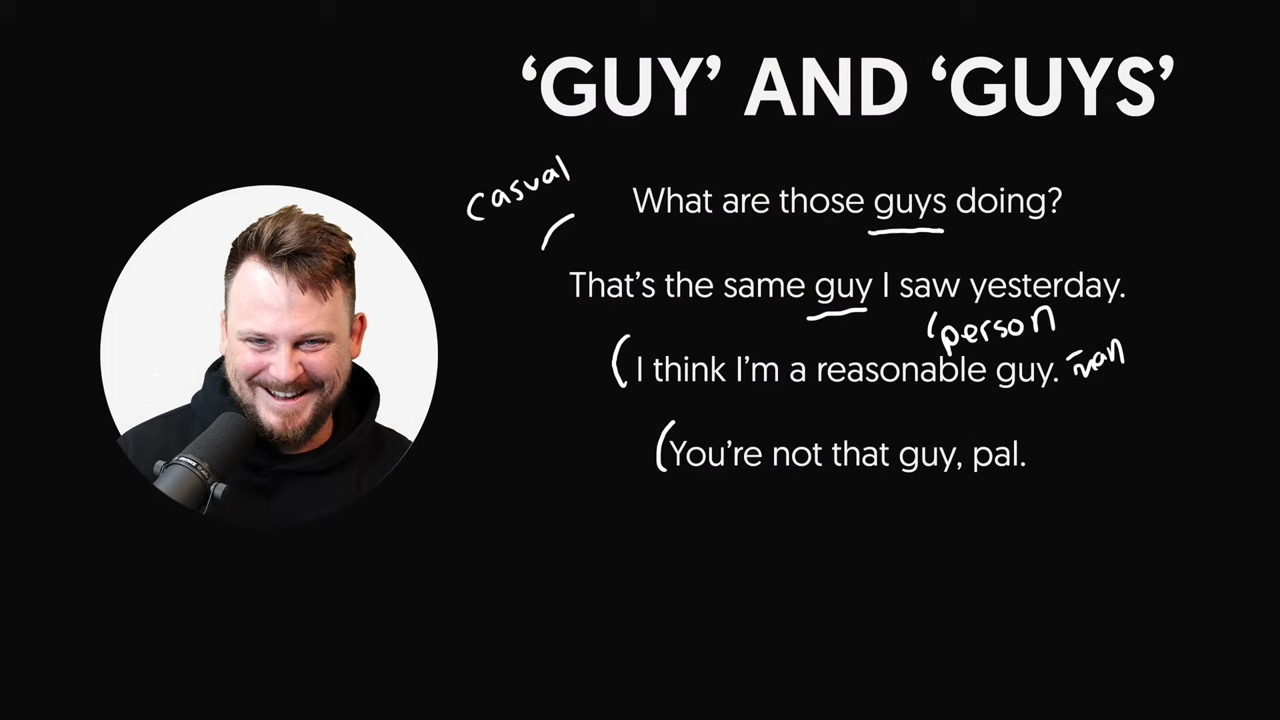 ‘GUY’ AND ‘GUYS’
casual
What are those guys doing?
That’s the same guy I saw yesterday.
person
I think I’m a reasonable guy. man
You’re not that guy, pal.